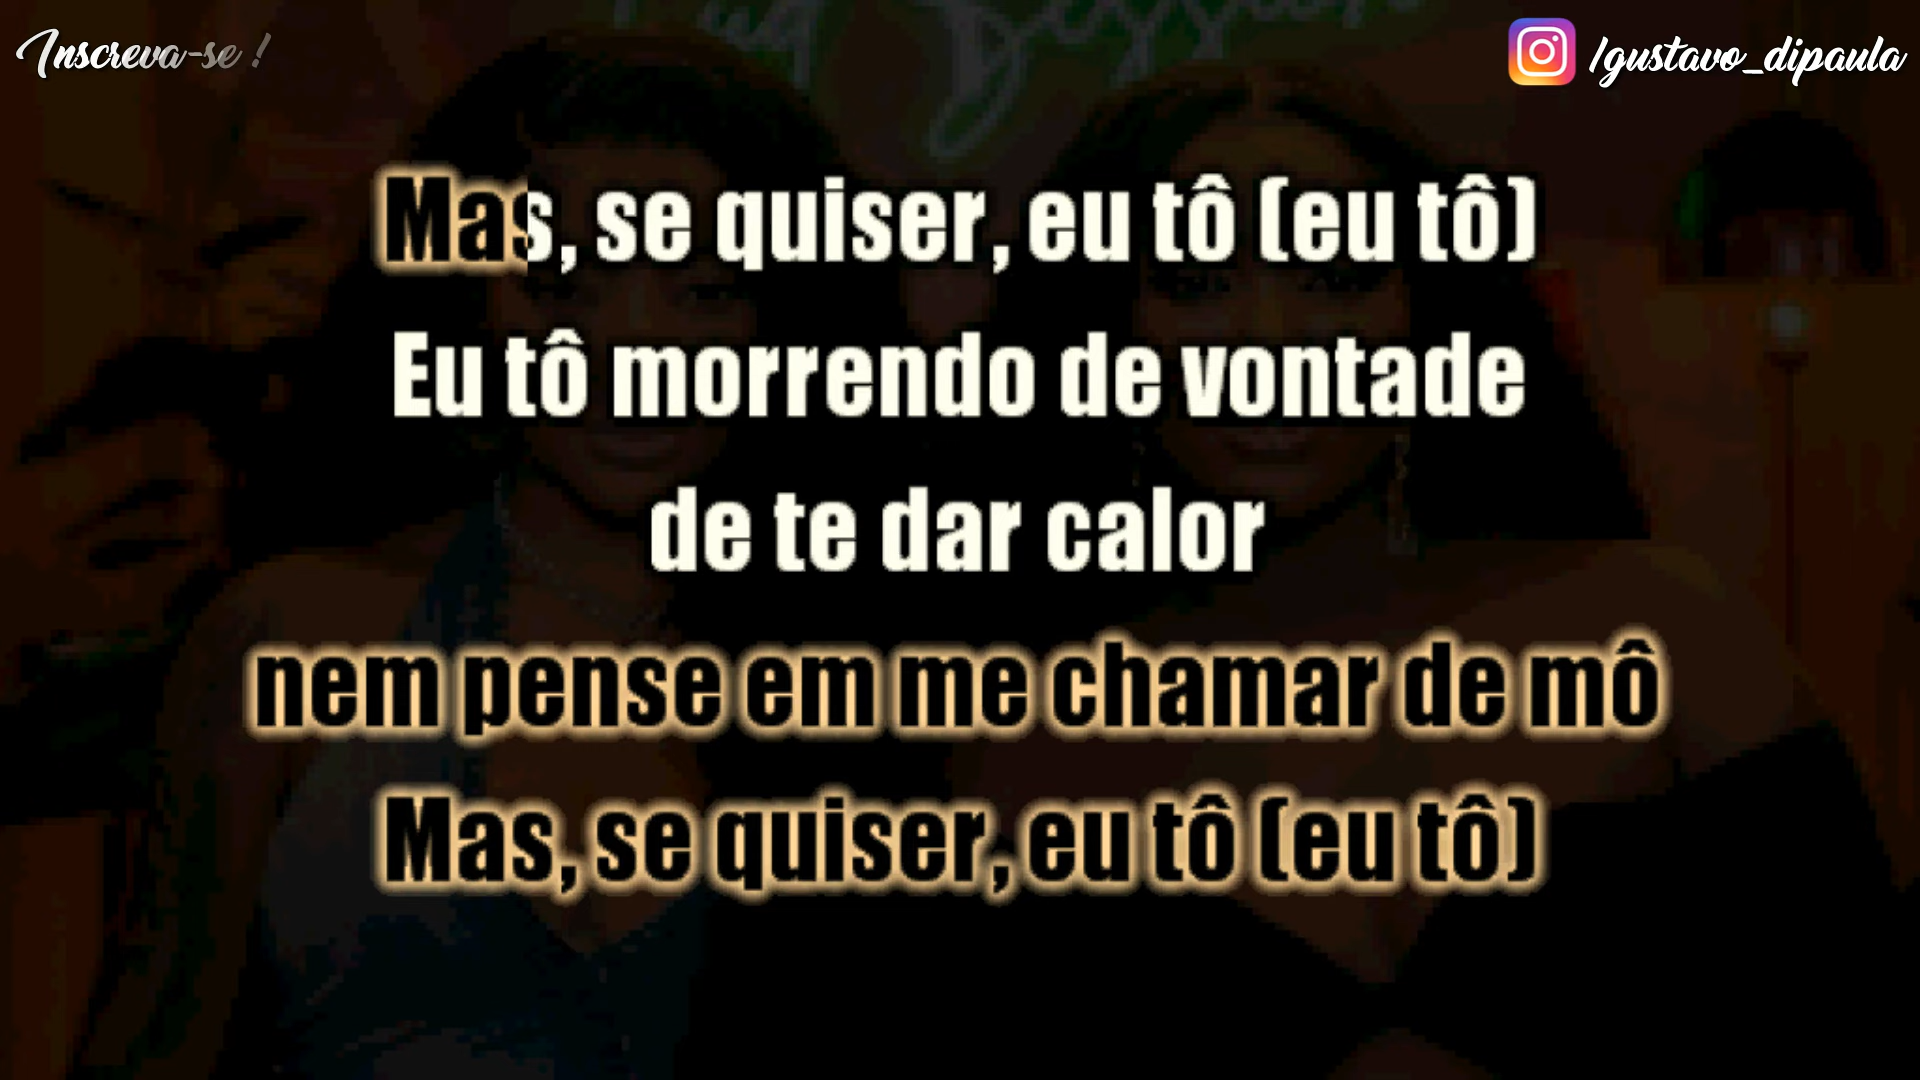 Inscreva-se !
/gustavo_dipaula
Mas, se quiser, eu tô (eu tô)
Eu tô morrendo de vontade
de te dar calor
nem pense em me chamar de mô
Mas, se quiser, eu tô (eu tô)